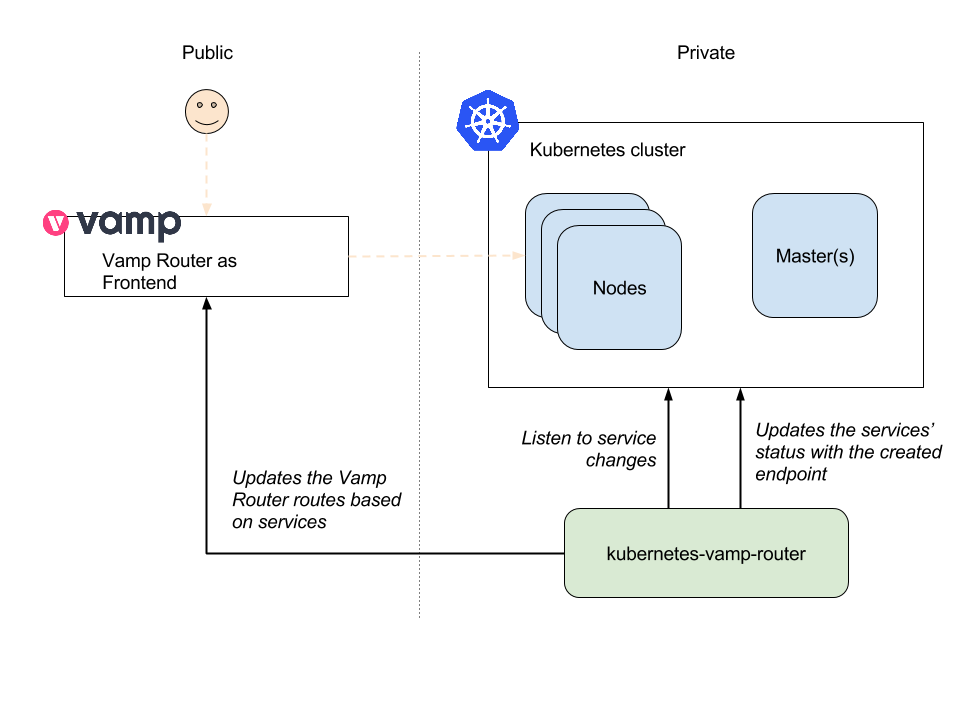 Public
Private
Kubernetes cluster
vamp
Vamp Router as
Frontend
Nodes
Master(s)
Listen to service
changes
Updates the services’
status with the created
endpoint
Updates the Vamp
Router routes based
on services
kubernetes-vamp-router